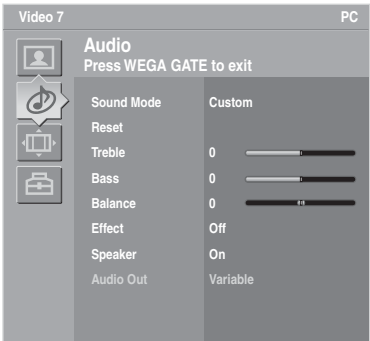 Video 7 PC
Audio
Press WEGA GATE to exit
Sound Mode Custom
Reset
Treble 0
Bass 0
Balance 0
Effect Off
Speaker On
Audio Out Variable